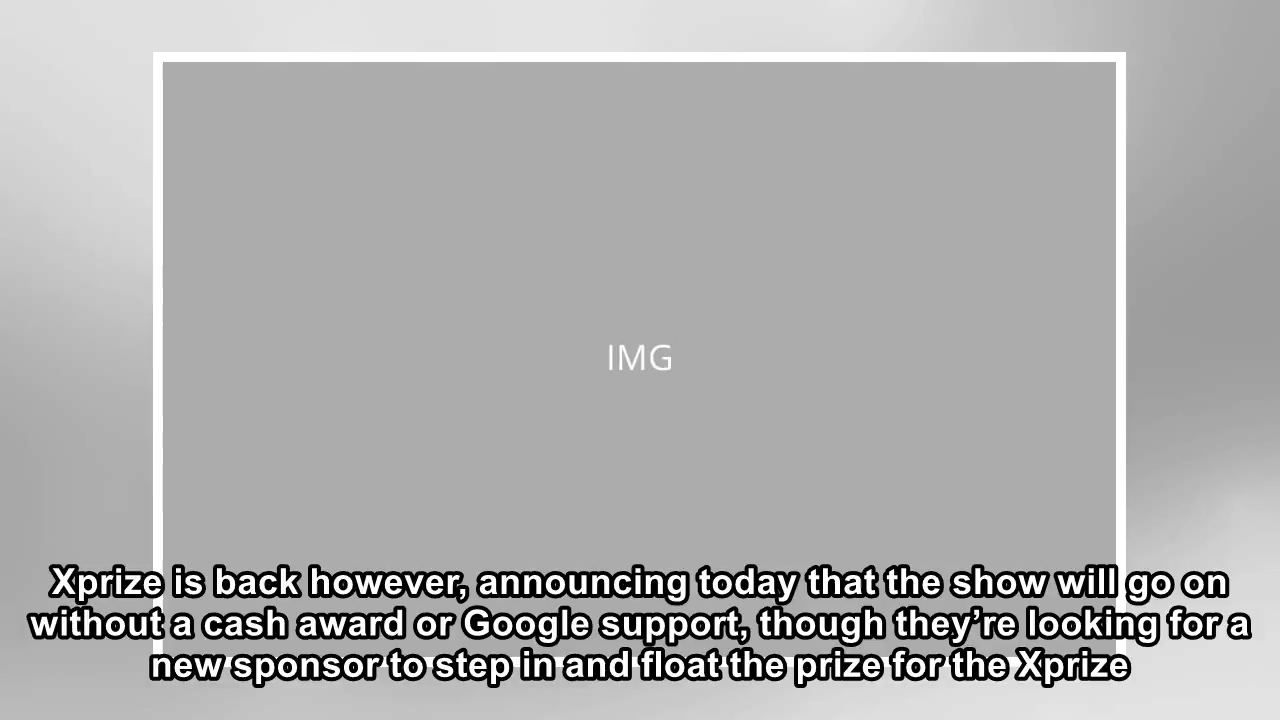 IMG
Xprize is back however, announcing today that the show will go on
without a cash award or Google support, though they’re looking for a
new sponsor to step in and float the prize for the Xprize